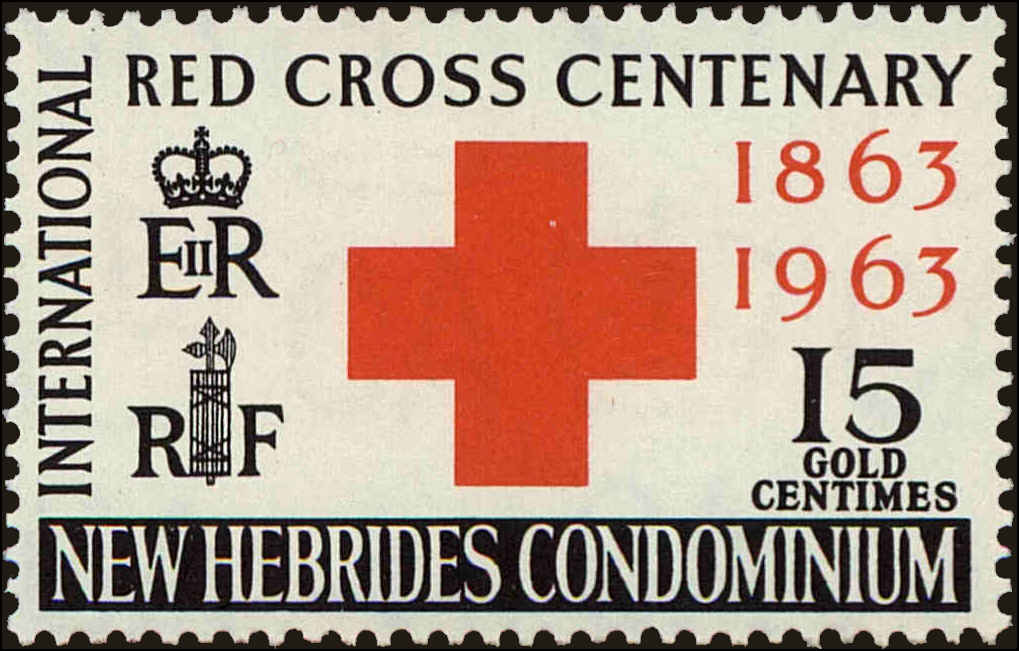 INTERNATIONAL
RED CROSS CENTENARY
1863
1963
EIIR
RF
15
GOLD
CENTIMES
NEW HEBRIDES CONDOMINIUM